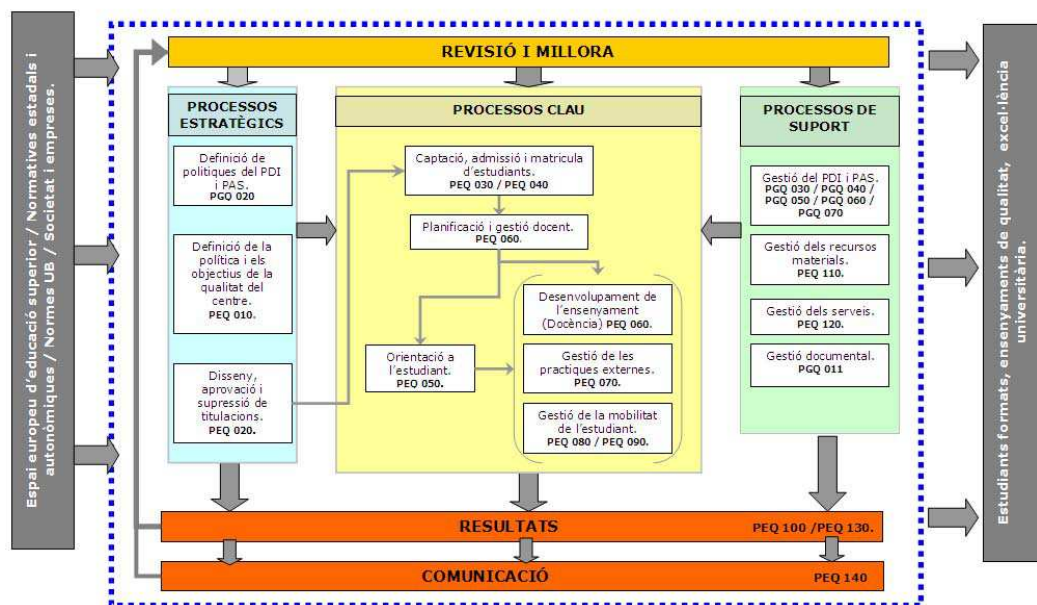 Espai europeu d'educació superior / Normatives estadals i
autonòmiques / Normes UB / Societat i empreses.
REVISIÓ I MILLORA
PROCESSOS
ESTRATÈGICS
Definició de
politiques del PDI
i PAS.
PGQ 020
Definició de la
política i els
objectius de la
qualitat del
centre.
PEQ 010.
Disseny,
aprovació i
supressió de
titulacions.
PEQ 020.
PROCESSOS CLAU
Captació, admissió i matricula
d'estudiants.
PEQ 030 / PEQ 040
Planificació i gestió docent.
PEQ 060.
Orientació a
l'estudiant.
PEQ 050.
Desenvolupament de
l'ensenyament
(Docència) PEQ 060.
Gestió de les
practiques externes.
PEQ 070.
Gestió de la mobilitat
de l'estudiant.
PEQ 080 / PEQ 090.
PROCESSOS DE
SUPORT
Gestió del PDI i PAS.
PGQ 030 / PGQ 040 /
PGQ 050 / PGQ 060 /
PGQ 070
Gestió dels recursos
materials.
PEQ 110.
Gestió dels serveis.
PEQ 120.
Gestió documental.
PGQ 011
RESULTATS
PEQ 100 /PEQ 130.
COMUNICACIÓ
PEQ 140
Estudiants formats, ensenyaments de qualitat, excel·lència
universitària.